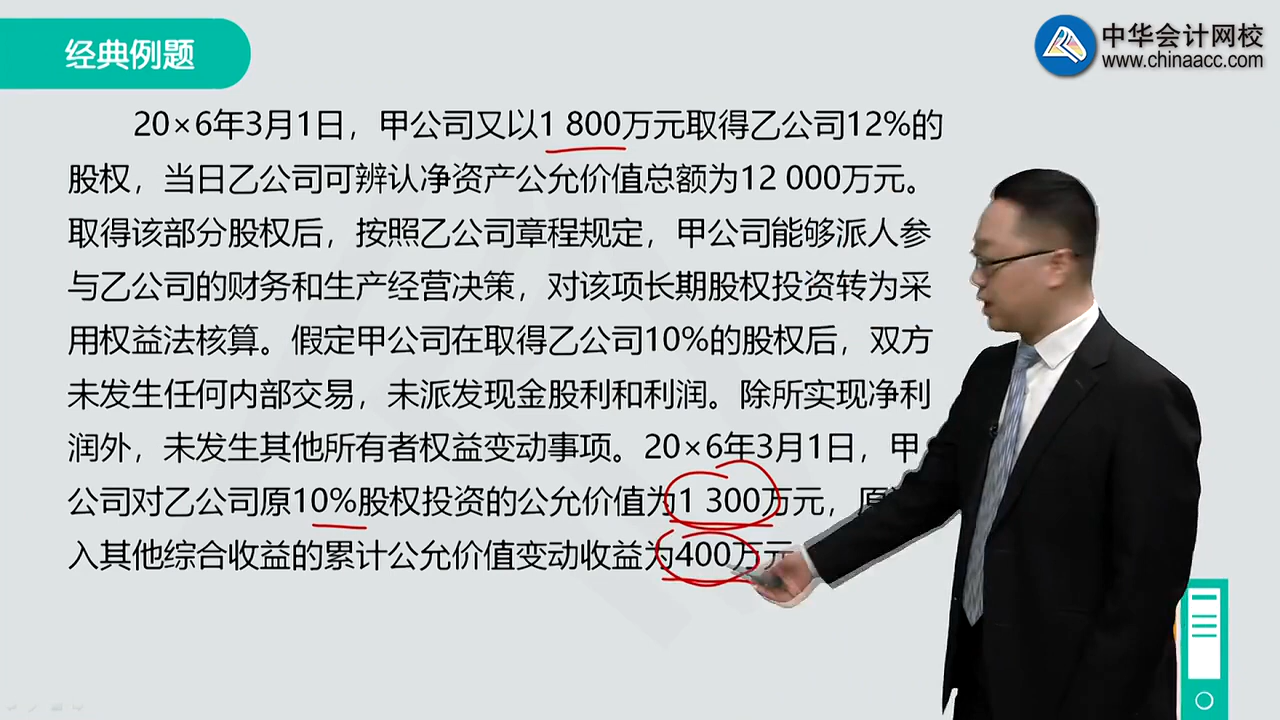 经典例题
中华会计网校
www.chinaacc.com
20×6年3月1日，甲公司又以1 800万元取得乙公司12%的
股权，当日乙公司可辨认净资产公允价值总额为12 000万元。
取得该部分股权后，按照乙公司章程规定，甲公司能够派人参
与乙公司的财务和生产经营决策，对该项长期股权投资转为采
用权益法核算。假定甲公司在取得乙公司10%的股权后，双方
未发生任何内部交易，未派发现金股利和利润。除所实现净利
润外，未发生其他所有者权益变动事项。20×6年3月1日，甲
公司对乙公司原10%股权投资的公允价值为1 300万元，原
入其他综合收益的累计公允价值变动收益为400万元